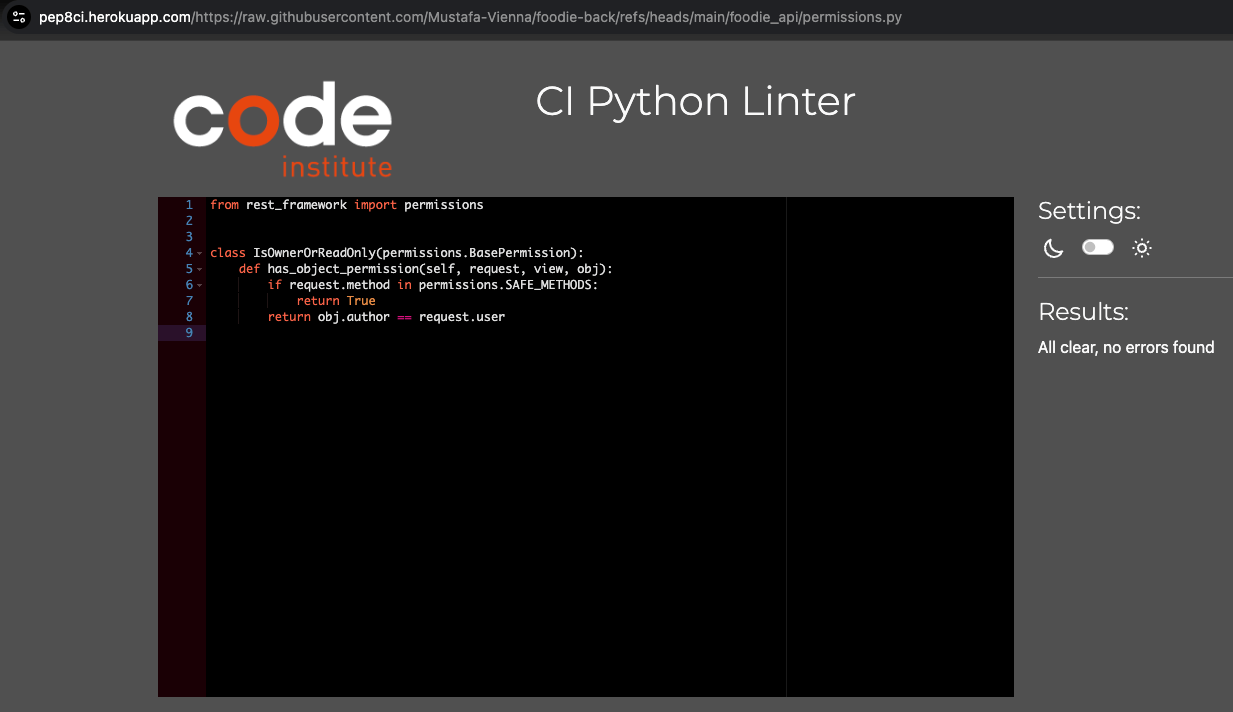 pep8ci.herokuapp.com/https://raw.githubusercontent.com/Mustafa-Vienna/foodie-back/refs/heads/main/foodie_api/permissions.py
code
institute
CI Python Linter
1 from rest_framework import permissions
2
3
4 class IsOwnerOrReadOnly(permissions.BasePermission):
5     def has_object_permission(self, request, view, obj):
6         if request.method in permissions.SAFE_METHODS:
7             return True
8         return obj.author == request.user
9
Settings:
Results:
All clear, no errors found